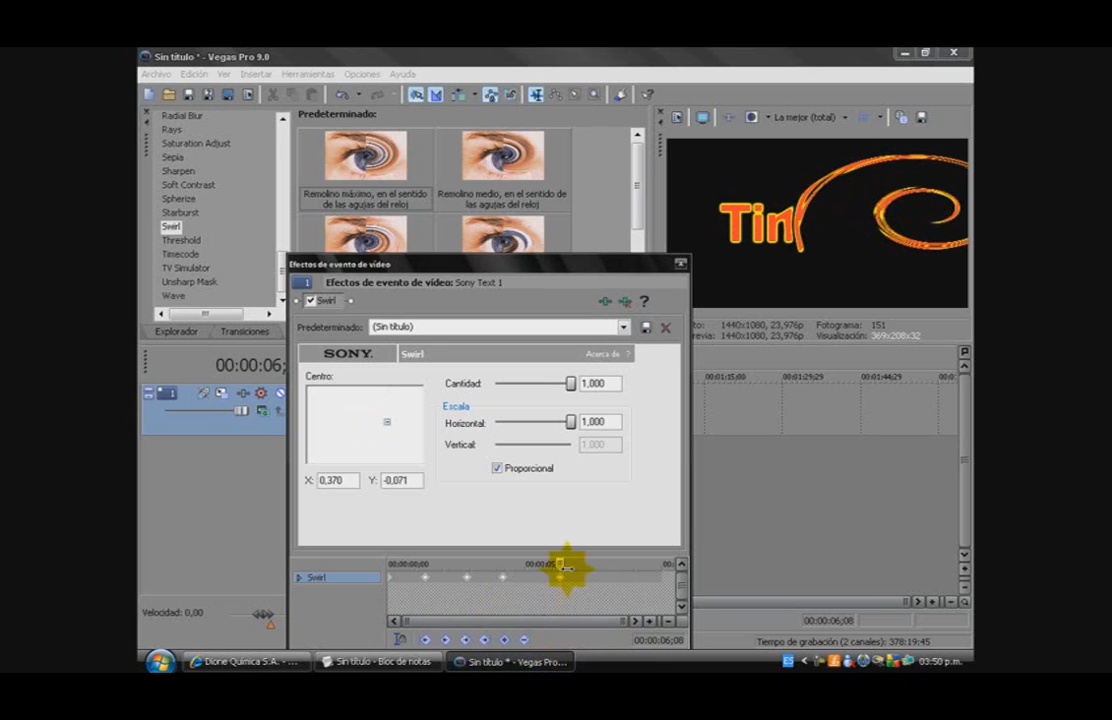 Sin título * - Vegas Pro 9.0
Archivo Edición Ver Insertar Herramientas Opciones Ayuda
Radial Blur
Rays
Saturation Adjust
Sepia
Sharpen
Soft Contrast
Spherize
Starburst
Swirl
Threshold
Timecode
TV Simulator
Unsharp Mask
Wave
Explorador Transiciones
Predeterminado:
Remolino máximo, en el sentido de las agujas del reloj
Remolino medio, en el sentido de las agujas del reloj
La mejor (total)
Tin
1440x1080, 23,976p Fotograma: 151
1440x1080, 23,976p Visualización: 369x208x32
Efectos de evento de vídeo
1 Efectos de evento de vídeo: Sony Text 1
Swirl
Predeterminado: (Sin título)
SONY. Swirl Acerca de ?
Centro:
X: 0,370 Y: -0,071
Cantidad: 1,000
Escala
Horizontal: 1,000
Vertical: 1,000
Proporcional
00:00:00;00 00:00:05
Swirl
00:00:06;08
00:00:06;
1
00:01:15;00 00:01:29;29 00:01:44;29 00:0
Velocidad: 0,00
00:00:06;08
Tiempo de grabación (2 canales): 378:19:45
Dione Química S.A. - ... Sin título - Bloc de notas Sin título * - Vegas Pro... ES 03:50 p.m.